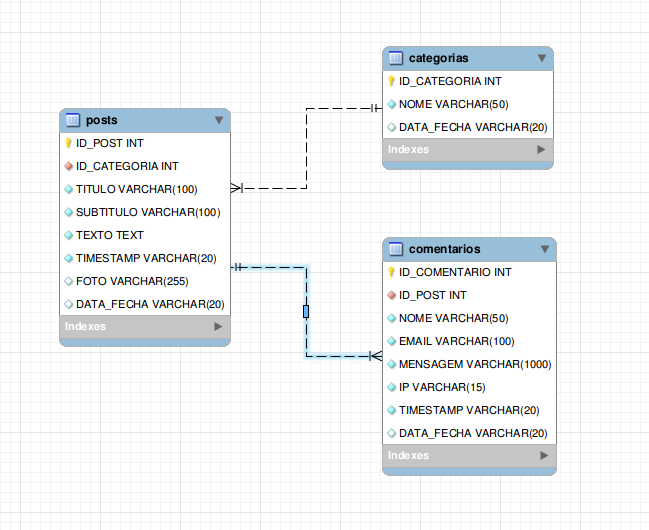 posts
ID_POST INT
ID_CATEGORIA INT
TITULO VARCHAR(100)
SUBTITULO VARCHAR(100)
TEXTO TEXT
TIMESTAMP VARCHAR(20)
FOTO VARCHAR(255)
DATA_FECHA VARCHAR(20)
Indexes
categorias
ID_CATEGORIA INT
NOME VARCHAR(50)
DATA_FECHA VARCHAR(20)
Indexes
comentarios
ID_COMENTARIO INT
ID_POST INT
NOME VARCHAR(50)
EMAIL VARCHAR(100)
MENSAGEM VARCHAR(1000)
IP VARCHAR(15)
TIMESTAMP VARCHAR(20)
DATA_FECHA VARCHAR(20)
Indexes